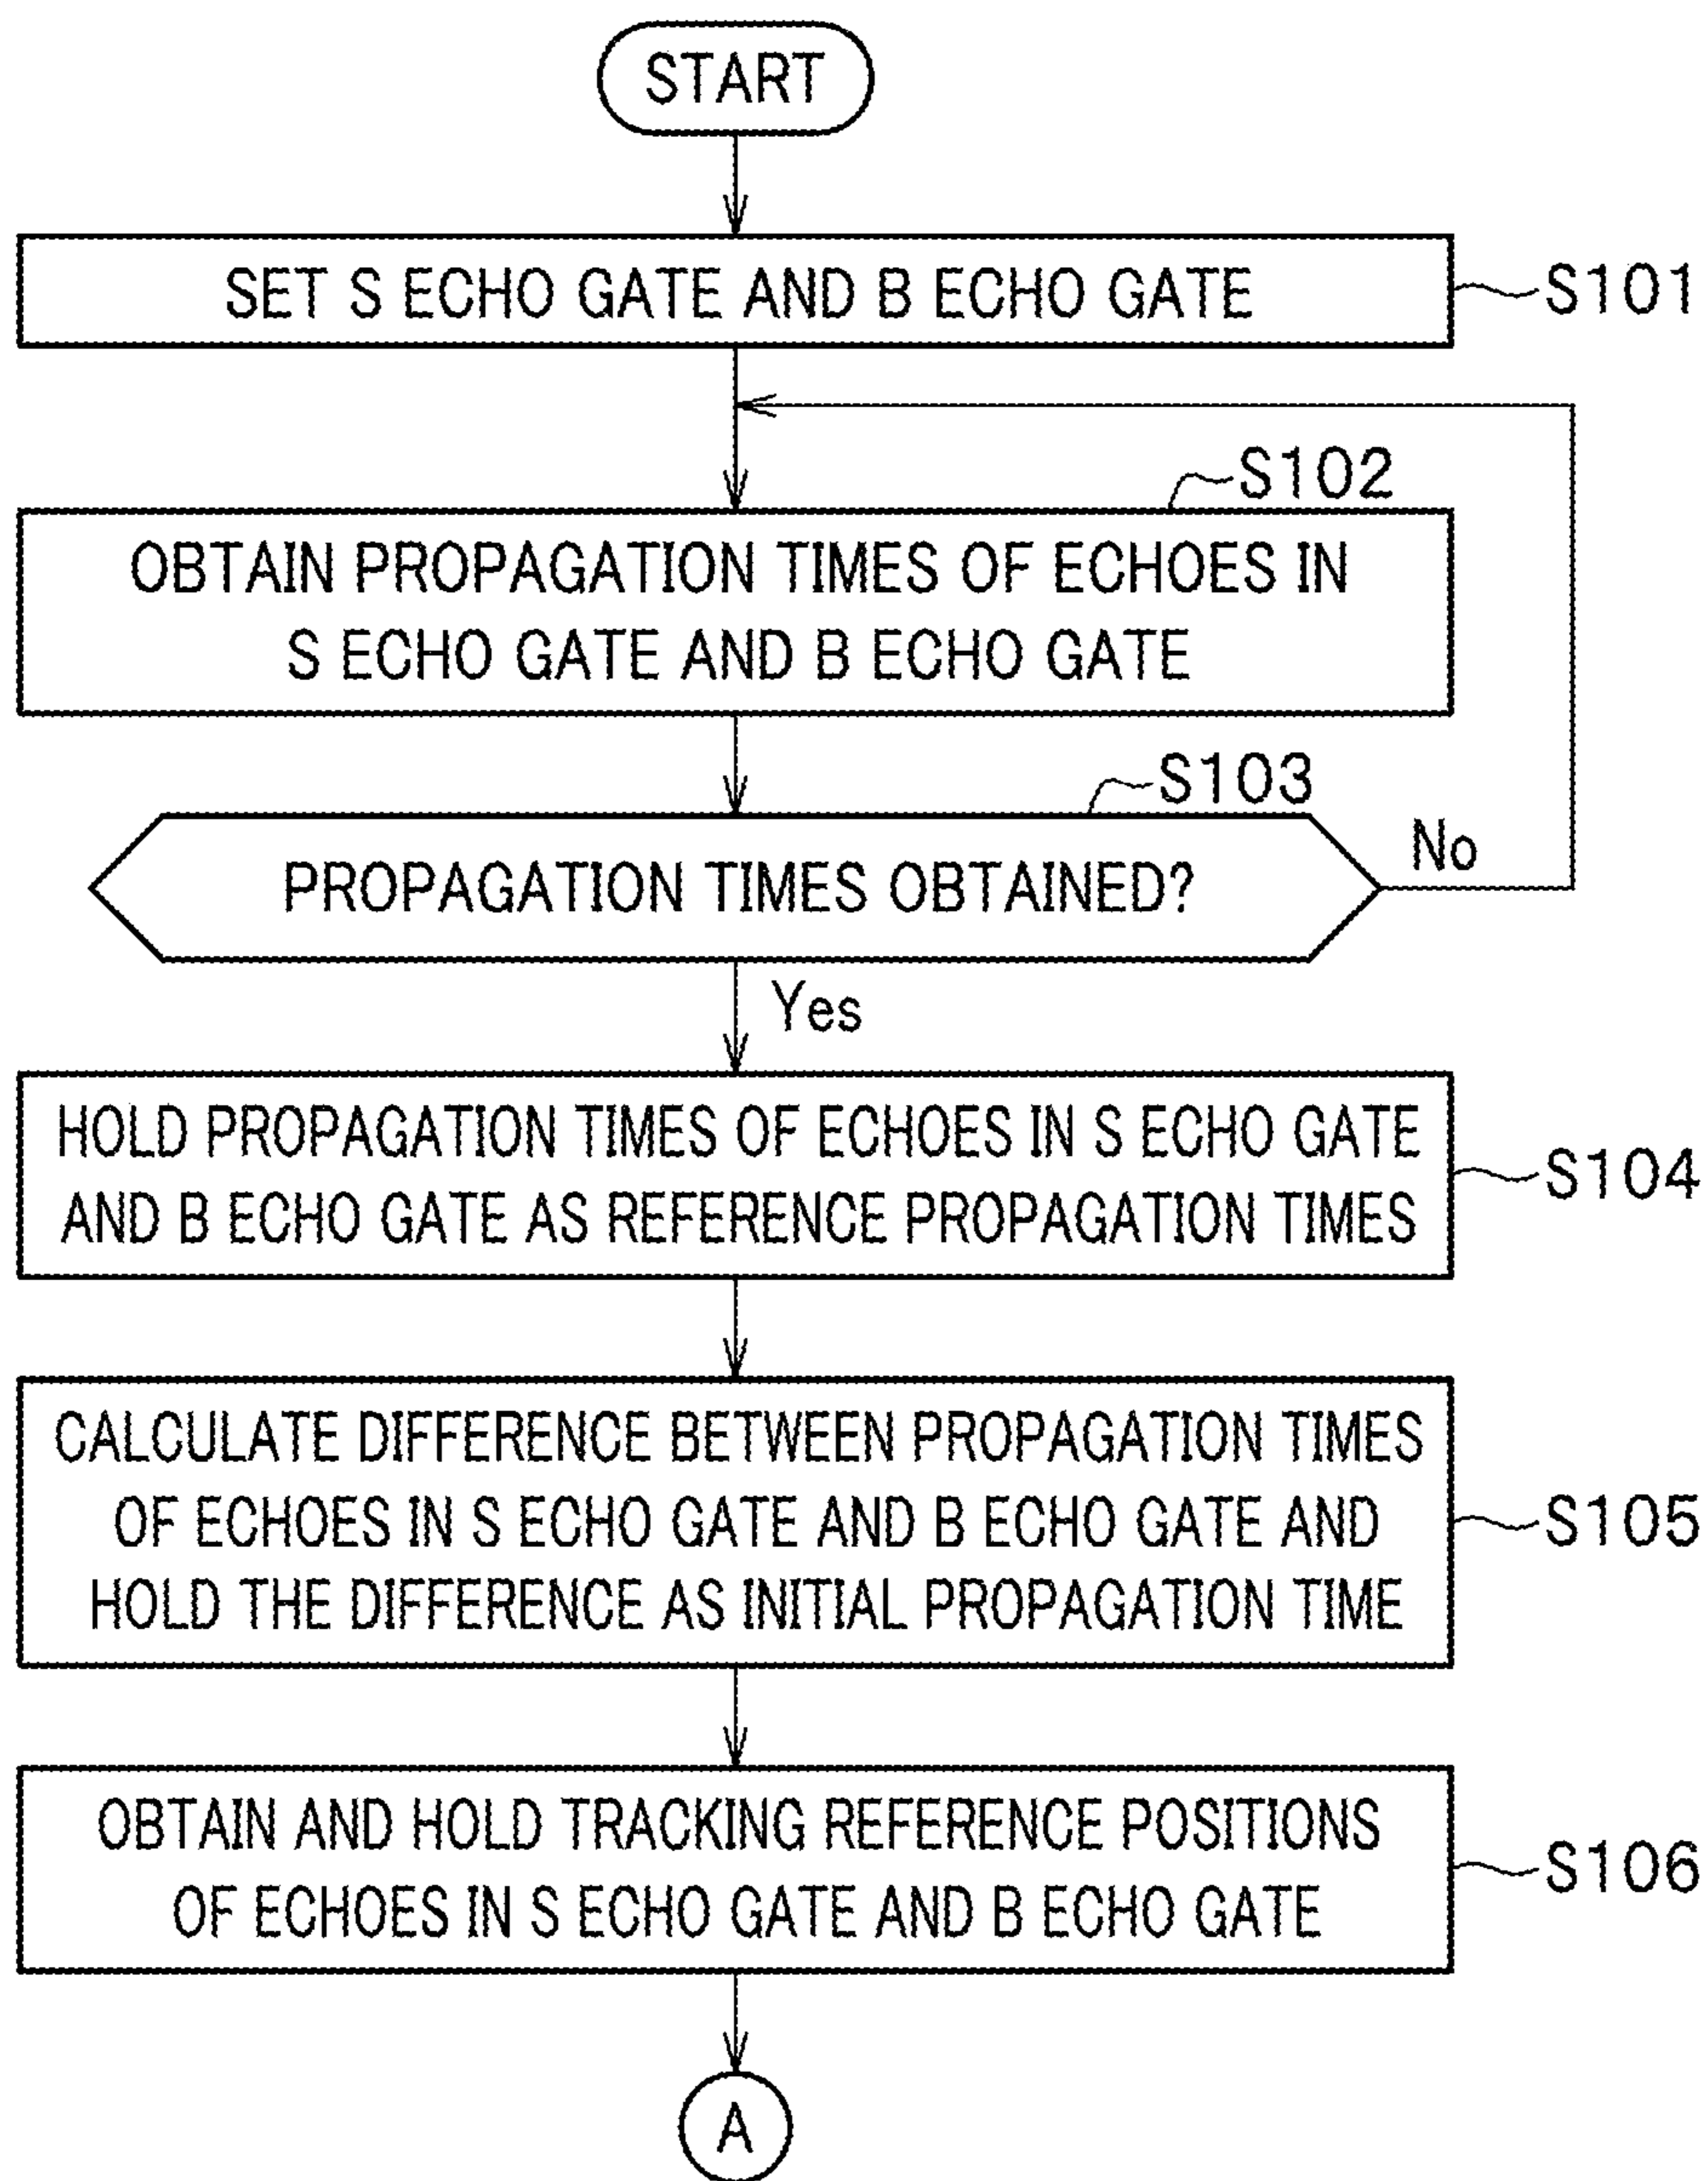 START
SET S ECHO GATE AND B ECHO GATE
S101
S102
OBTAIN PROPAGATION TIMES OF ECHOES IN
S ECHO GATE AND B ECHO GATE
S103
PROPAGATION TIMES OBTAINED?
No
Yes
HOLD PROPAGATION TIMES OF ECHOES IN S ECHO GATE
AND B ECHO GATE AS REFERENCE PROPAGATION TIMES
S104
CALCULATE DIFFERENCE BETWEEN PROPAGATION TIMES
OF ECHOES IN S ECHO GATE AND B ECHO GATE AND
HOLD THE DIFFERENCE AS INITIAL PROPAGATION TIME
S105
OBTAIN AND HOLD TRACKING REFERENCE POSITIONS
OF ECHOES IN S ECHO GATE AND B ECHO GATE
S106
A